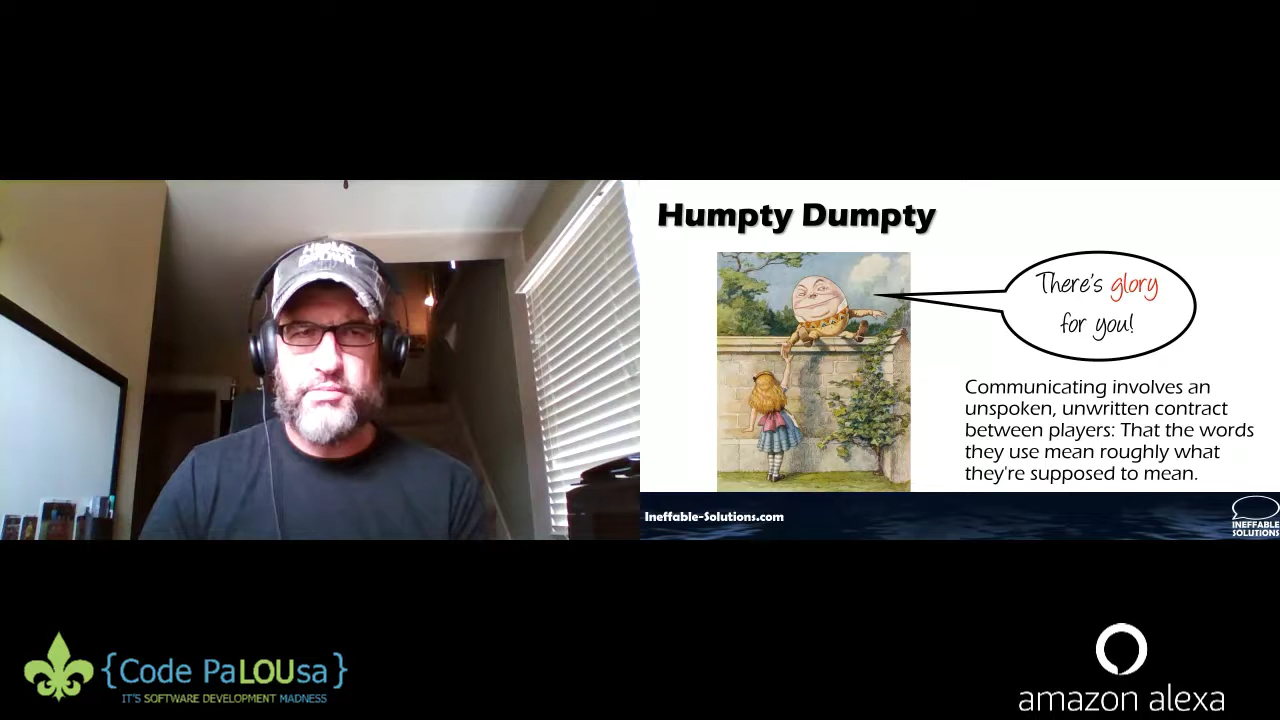 Humpty Dumpty
There's glory
for you!
Communicating involves an
unspoken, unwritten contract
between players: That the words
they use mean roughly what
they're supposed to mean.
Ineffable-Solutions.com
INEFFABLE
SOLUTIONS
{Code PaLOUsa}
IT'S SOFTWARE DEVELOPMENT MADNESS
amazon alexa